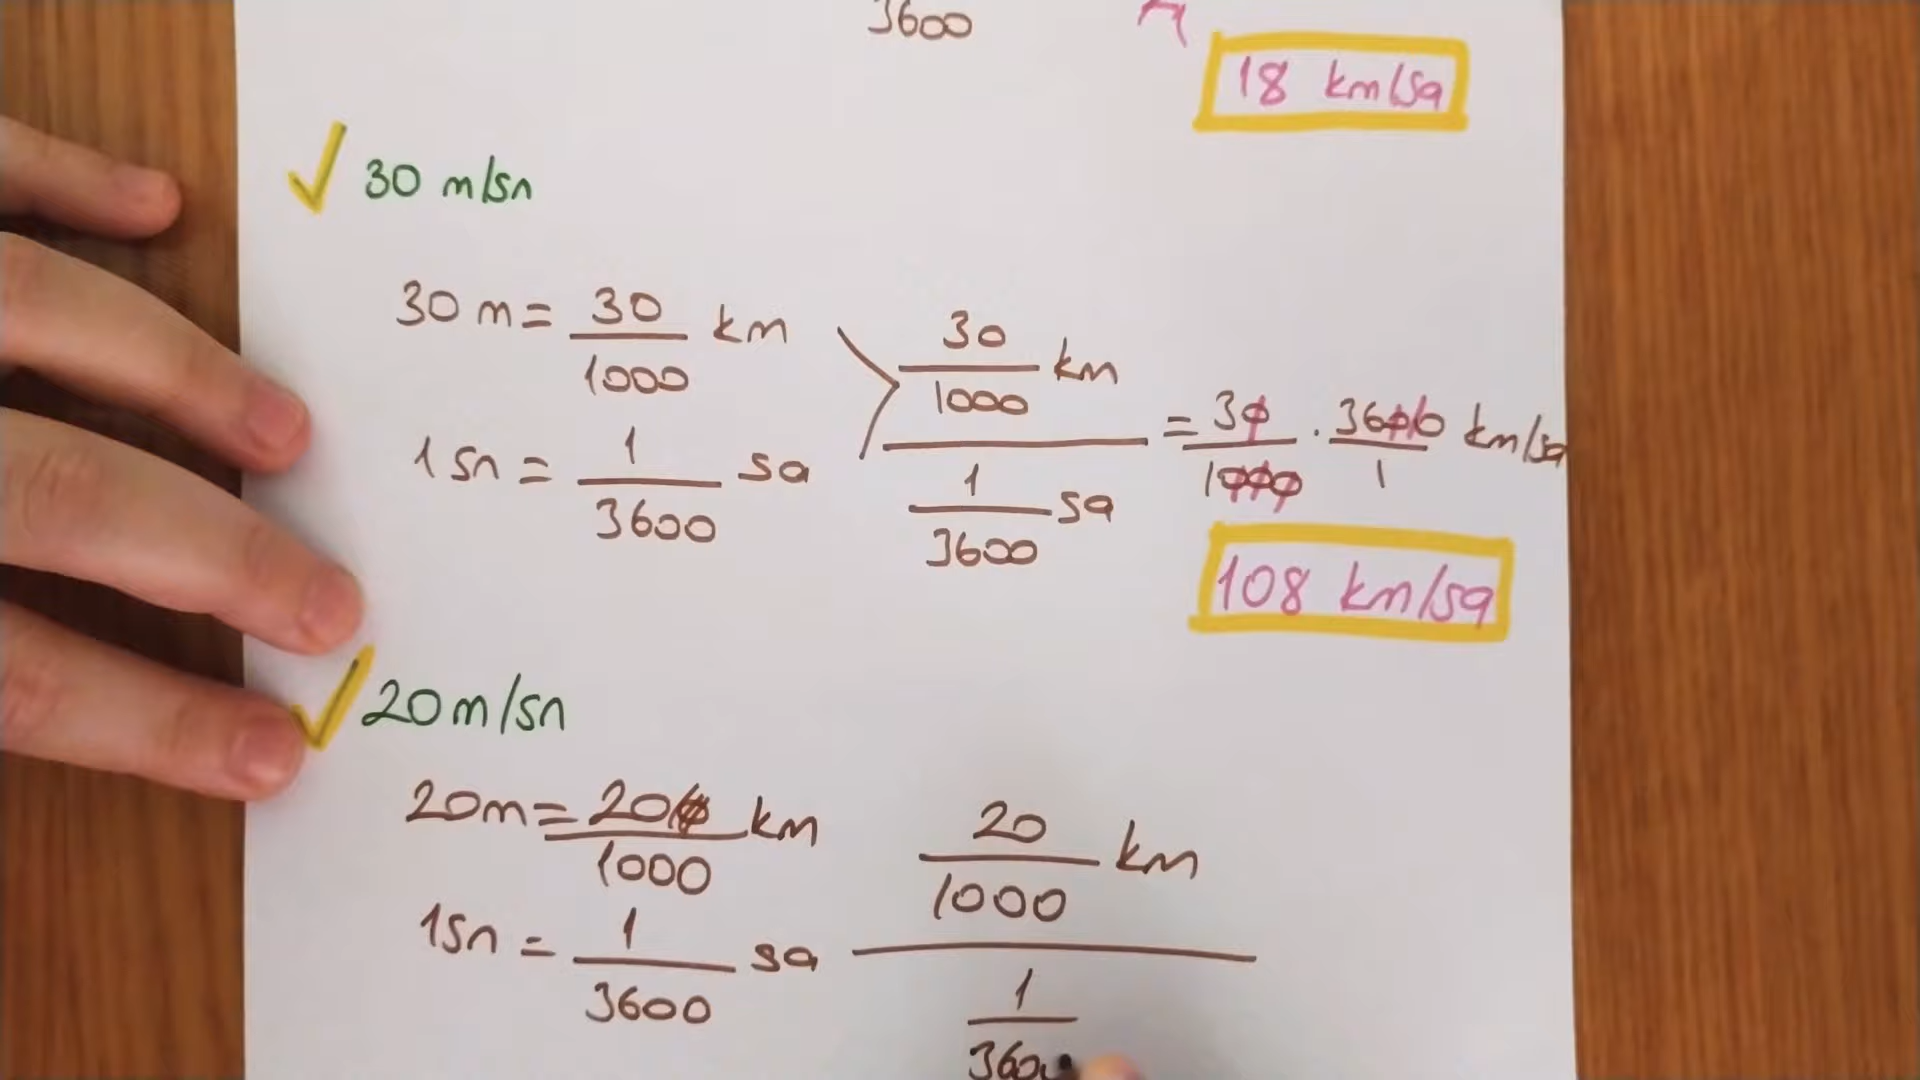 3600
18 km/sa
30 m/sn
30 m = 30/1000 km
30/1000 km
1 sn = 1/3600 sa
1/3600 sa
= 30/1000 · 3600/1 km/sa
108 km/sa
20 m/sn
20m = 20/1000 km
20/1000 km
1sn = 1/3600 sa
1/360